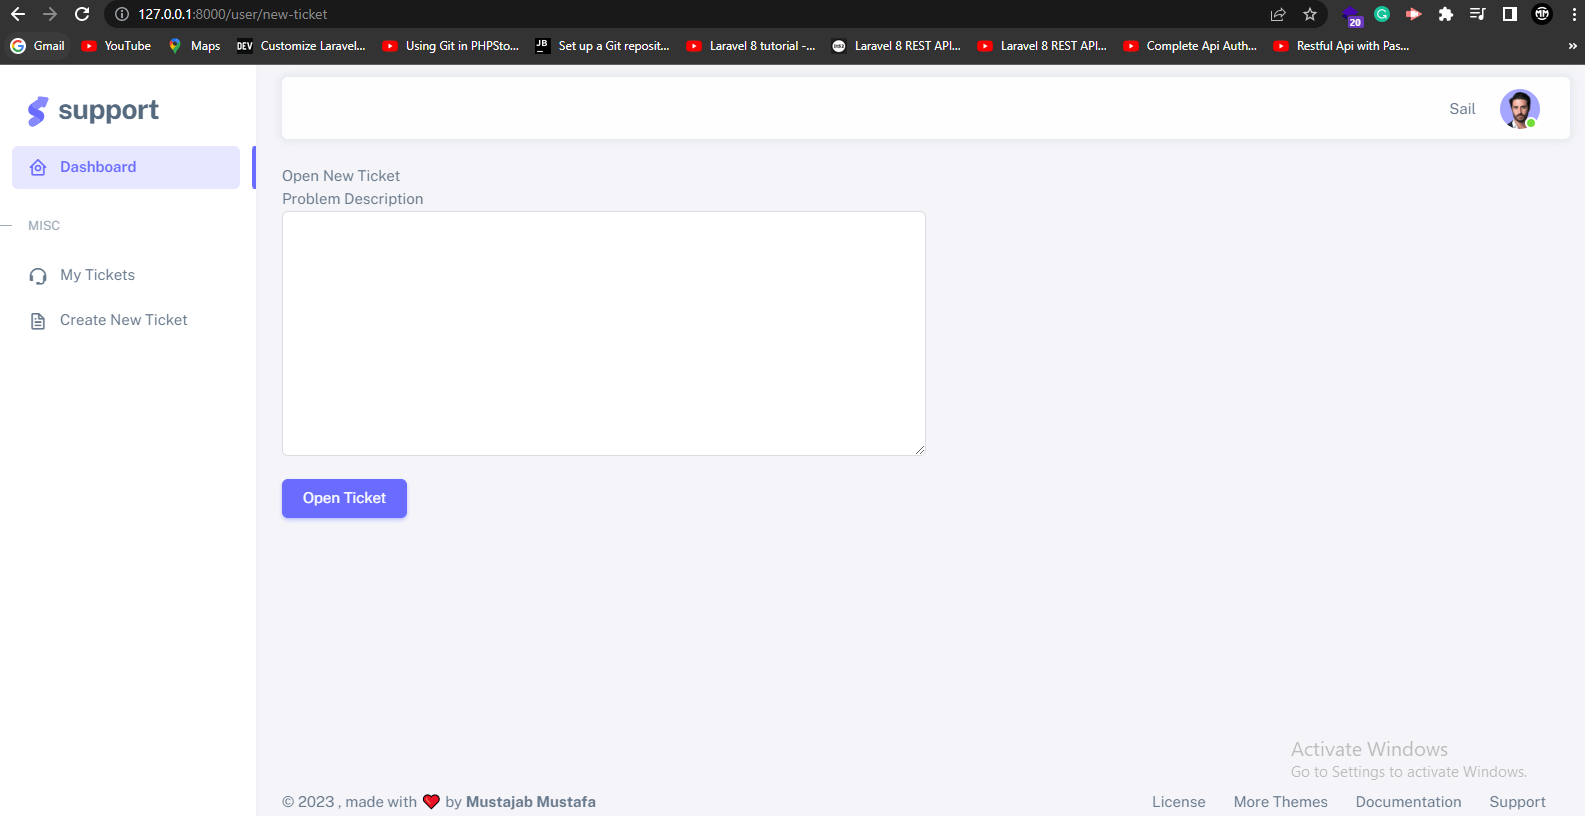 127.0.0.1:8000/user/new-ticket
20
Gmail YouTube Maps DEV Customize Laravel... Using Git in PHPSto... JB Set up a Git reposit... Laravel 8 tutorial -... Laravel 8 REST API... Laravel 8 REST API... Complete Api Auth... Restful Api with Pas... »
support
Sail
Dashboard
Open New Ticket
Problem Description
MISC
My Tickets
Create New Ticket
Open Ticket
Activate Windows
Go to Settings to activate Windows.
© 2023 , made with ❤️ by Mustajab Mustafa
License More Themes Documentation Support